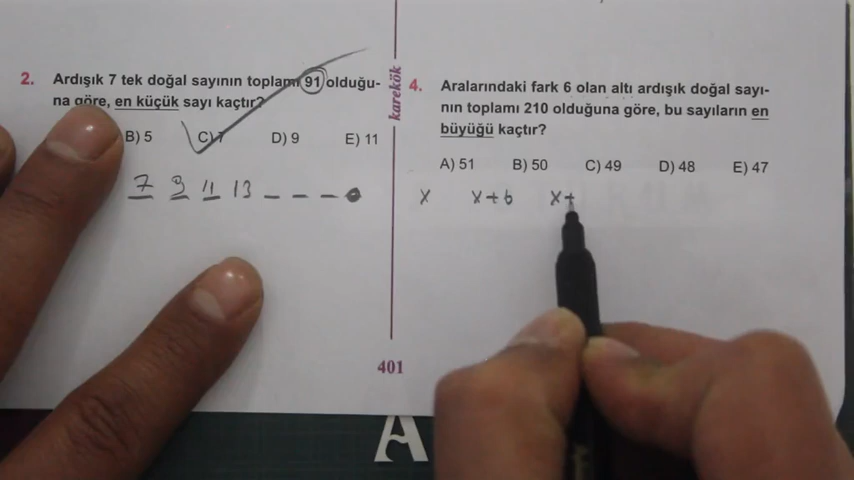 2. Ardışık 7 tek doğal sayının toplamı 91 olduğu-
na göre, en küçük sayı kaçtır?
B) 5 C) 7 D) 9 E) 11
7 9 11 13
karekök
4. Aralarındaki fark 6 olan altı ardışık doğal sayı-
nın toplamı 210 olduğuna göre, bu sayıların en
büyüğü kaçtır?
A) 51 B) 50 C) 49 D) 48 E) 47
x x+6 x+
401
A